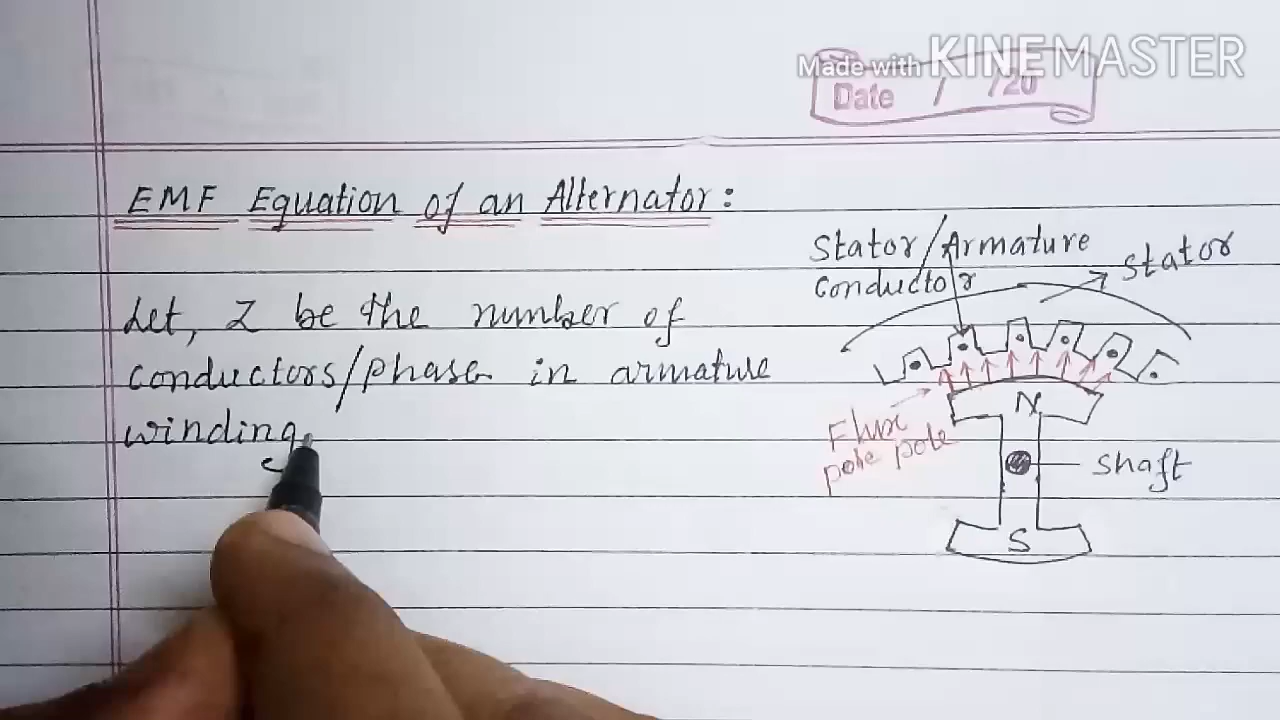 Made with KINEMASTER
Date / /20
EMF Equation of an Alternator:
Let, Z be the number of
conductors/phase in armature
winding
Stator/Armature
conductor
Stator
N
Flux
pole pole
Shaft
S